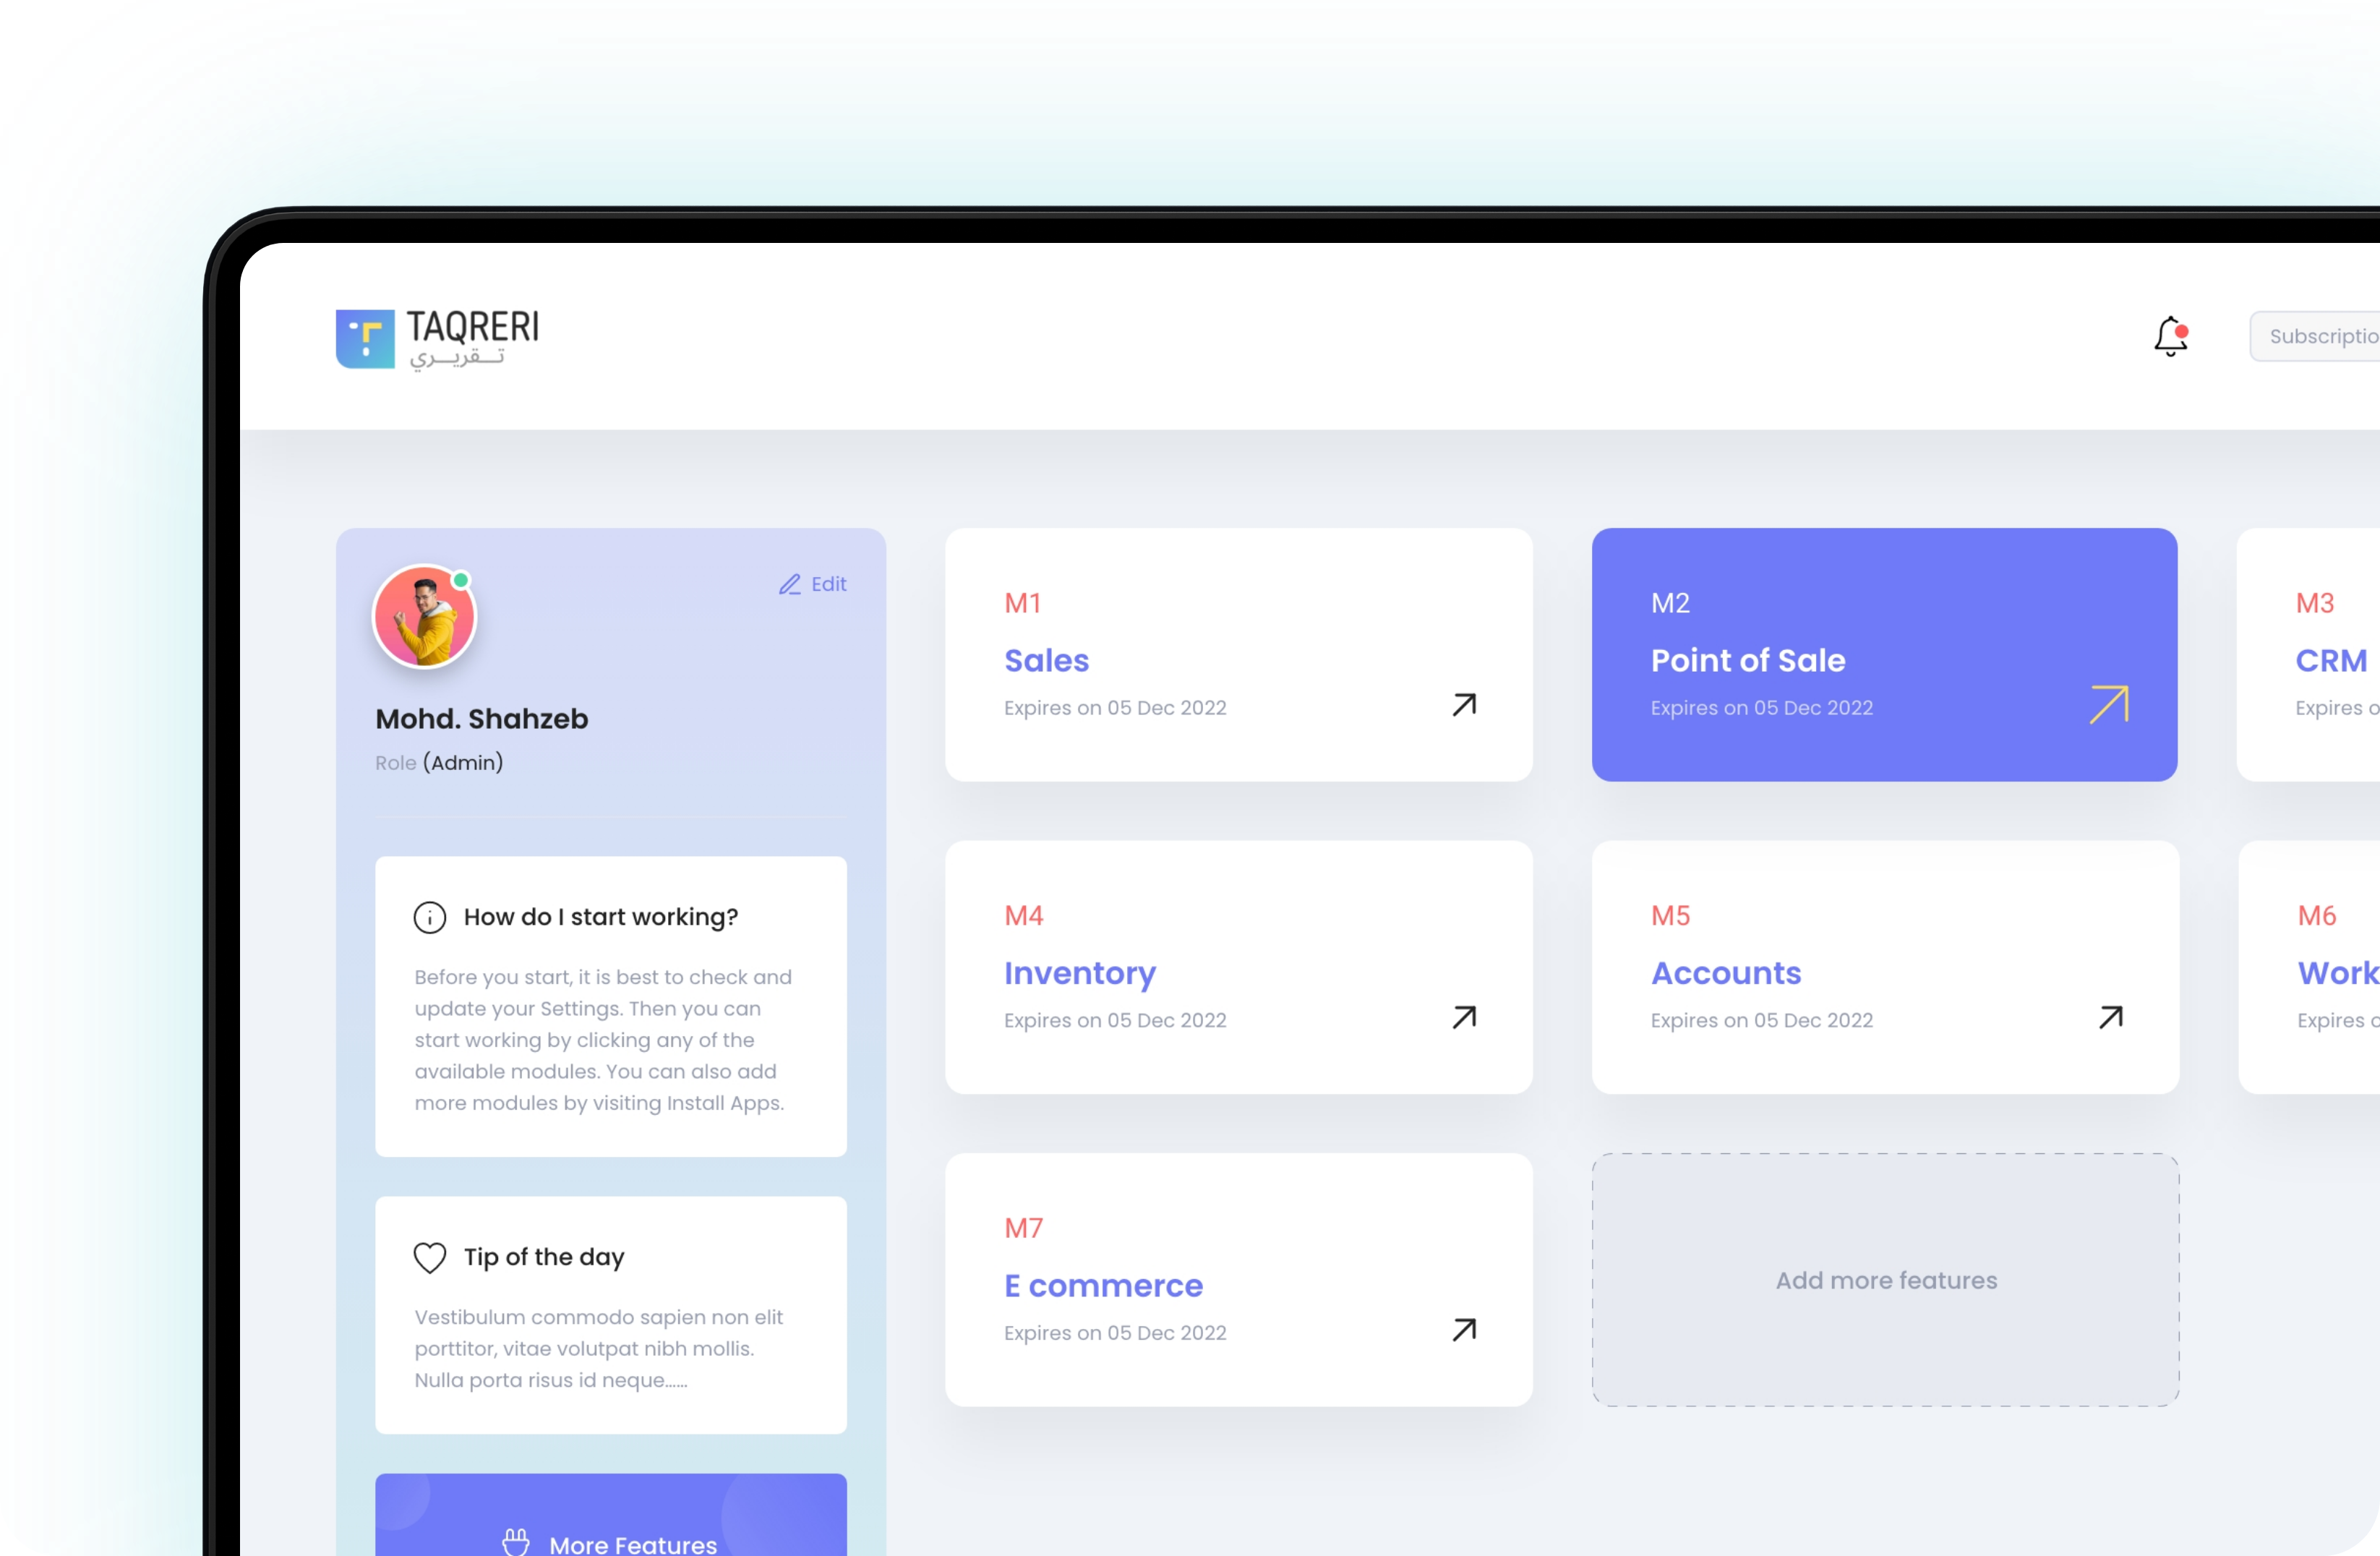 TAQRERI
تـقريـري
Subscriptio
Edit
Mohd. Shahzeb
Role (Admin)
How do I start working?
Before you start, it is best to check and
update your Settings. Then you can
start working by clicking any of the
available modules. You can also add
more modules by visiting Install Apps.
Tip of the day
Vestibulum commodo sapien non elit
porttitor, vitae volutpat nibh mollis.
Nulla porta risus id neque......
More Features
M1
Sales
Expires on 05 Dec 2022
M2
Point of Sale
Expires on 05 Dec 2022
M3
CRM
Expires o
M4
Inventory
Expires on 05 Dec 2022
M5
Accounts
Expires on 05 Dec 2022
M6
Work
Expires o
M7
E commerce
Expires on 05 Dec 2022
Add more features